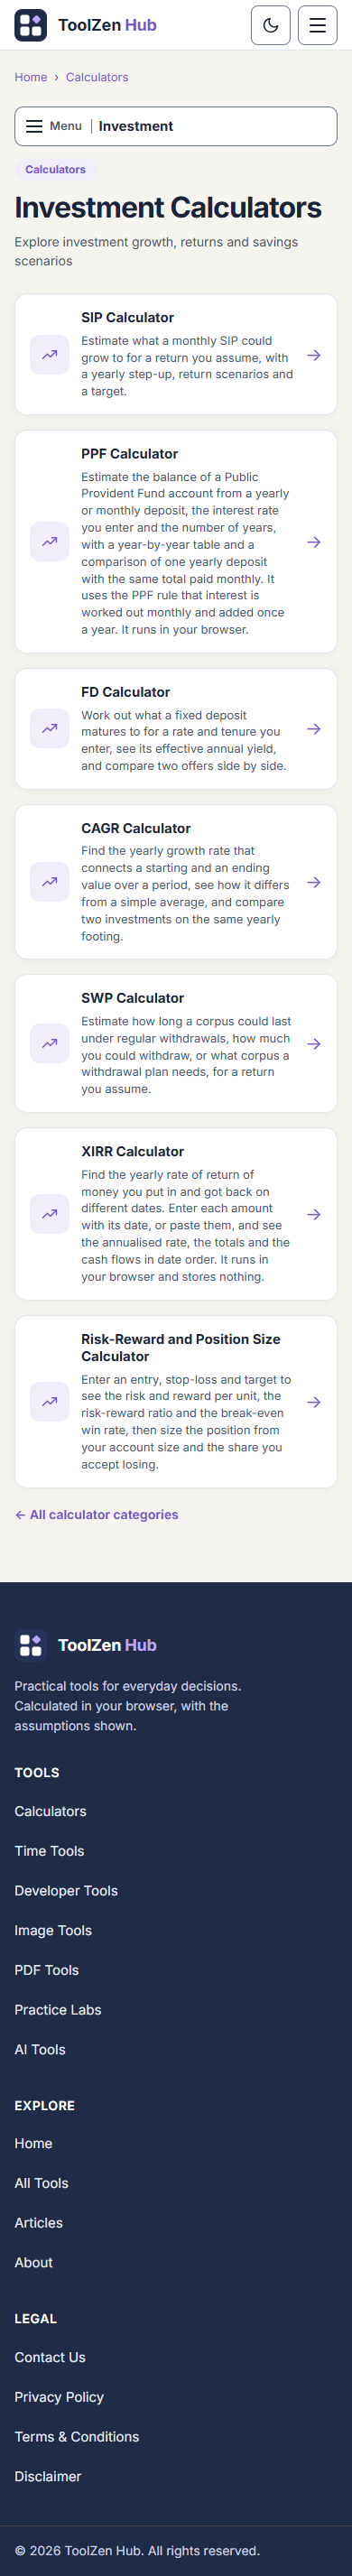 ToolZen Hub
Home › Calculators
Menu | Investment
Calculators
Investment Calculators
Explore investment growth, returns and savings
scenarios
SIP Calculator
Estimate what a monthly SIP could
grow to for a return you assume, with
a yearly step-up, return scenarios and
a target.
PPF Calculator
Estimate the balance of a Public
Provident Fund account from a yearly
or monthly deposit, the interest rate
you enter and the number of years,
with a year-by-year table and a
comparison of one yearly deposit
with the same total paid monthly. It
uses the PPF rule that interest is
worked out monthly and added once
a year. It runs in your browser.
FD Calculator
Work out what a fixed deposit
matures to for a rate and tenure you
enter, see its effective annual yield,
and compare two offers side by side.
CAGR Calculator
Find the yearly growth rate that
connects a starting and an ending
value over a period, see how it differs
from a simple average, and compare
two investments on the same yearly
footing.
SWP Calculator
Estimate how long a corpus could last
under regular withdrawals, how much
you could withdraw, or what corpus a
withdrawal plan needs, for a return
you assume.
XIRR Calculator
Find the yearly rate of return of
money you put in and got back on
different dates. Enter each amount
with its date, or paste them, and see
the annualised rate, the totals and the
cash flows in date order. It runs in
your browser and stores nothing.
Risk-Reward and Position Size
Calculator
Enter an entry, stop-loss and target to
see the risk and reward per unit, the
risk-reward ratio and the break-even
win rate, then size the position from
your account size and the share you
accept losing.
← All calculator categories
ToolZen Hub
Practical tools for everyday decisions.
Calculated in your browser, with the
assumptions shown.
TOOLS
Calculators
Time Tools
Developer Tools
Image Tools
PDF Tools
Practice Labs
AI Tools
EXPLORE
Home
All Tools
Articles
About
LEGAL
Contact Us
Privacy Policy
Terms & Conditions
Disclaimer
© 2026 ToolZen Hub. All rights reserved.